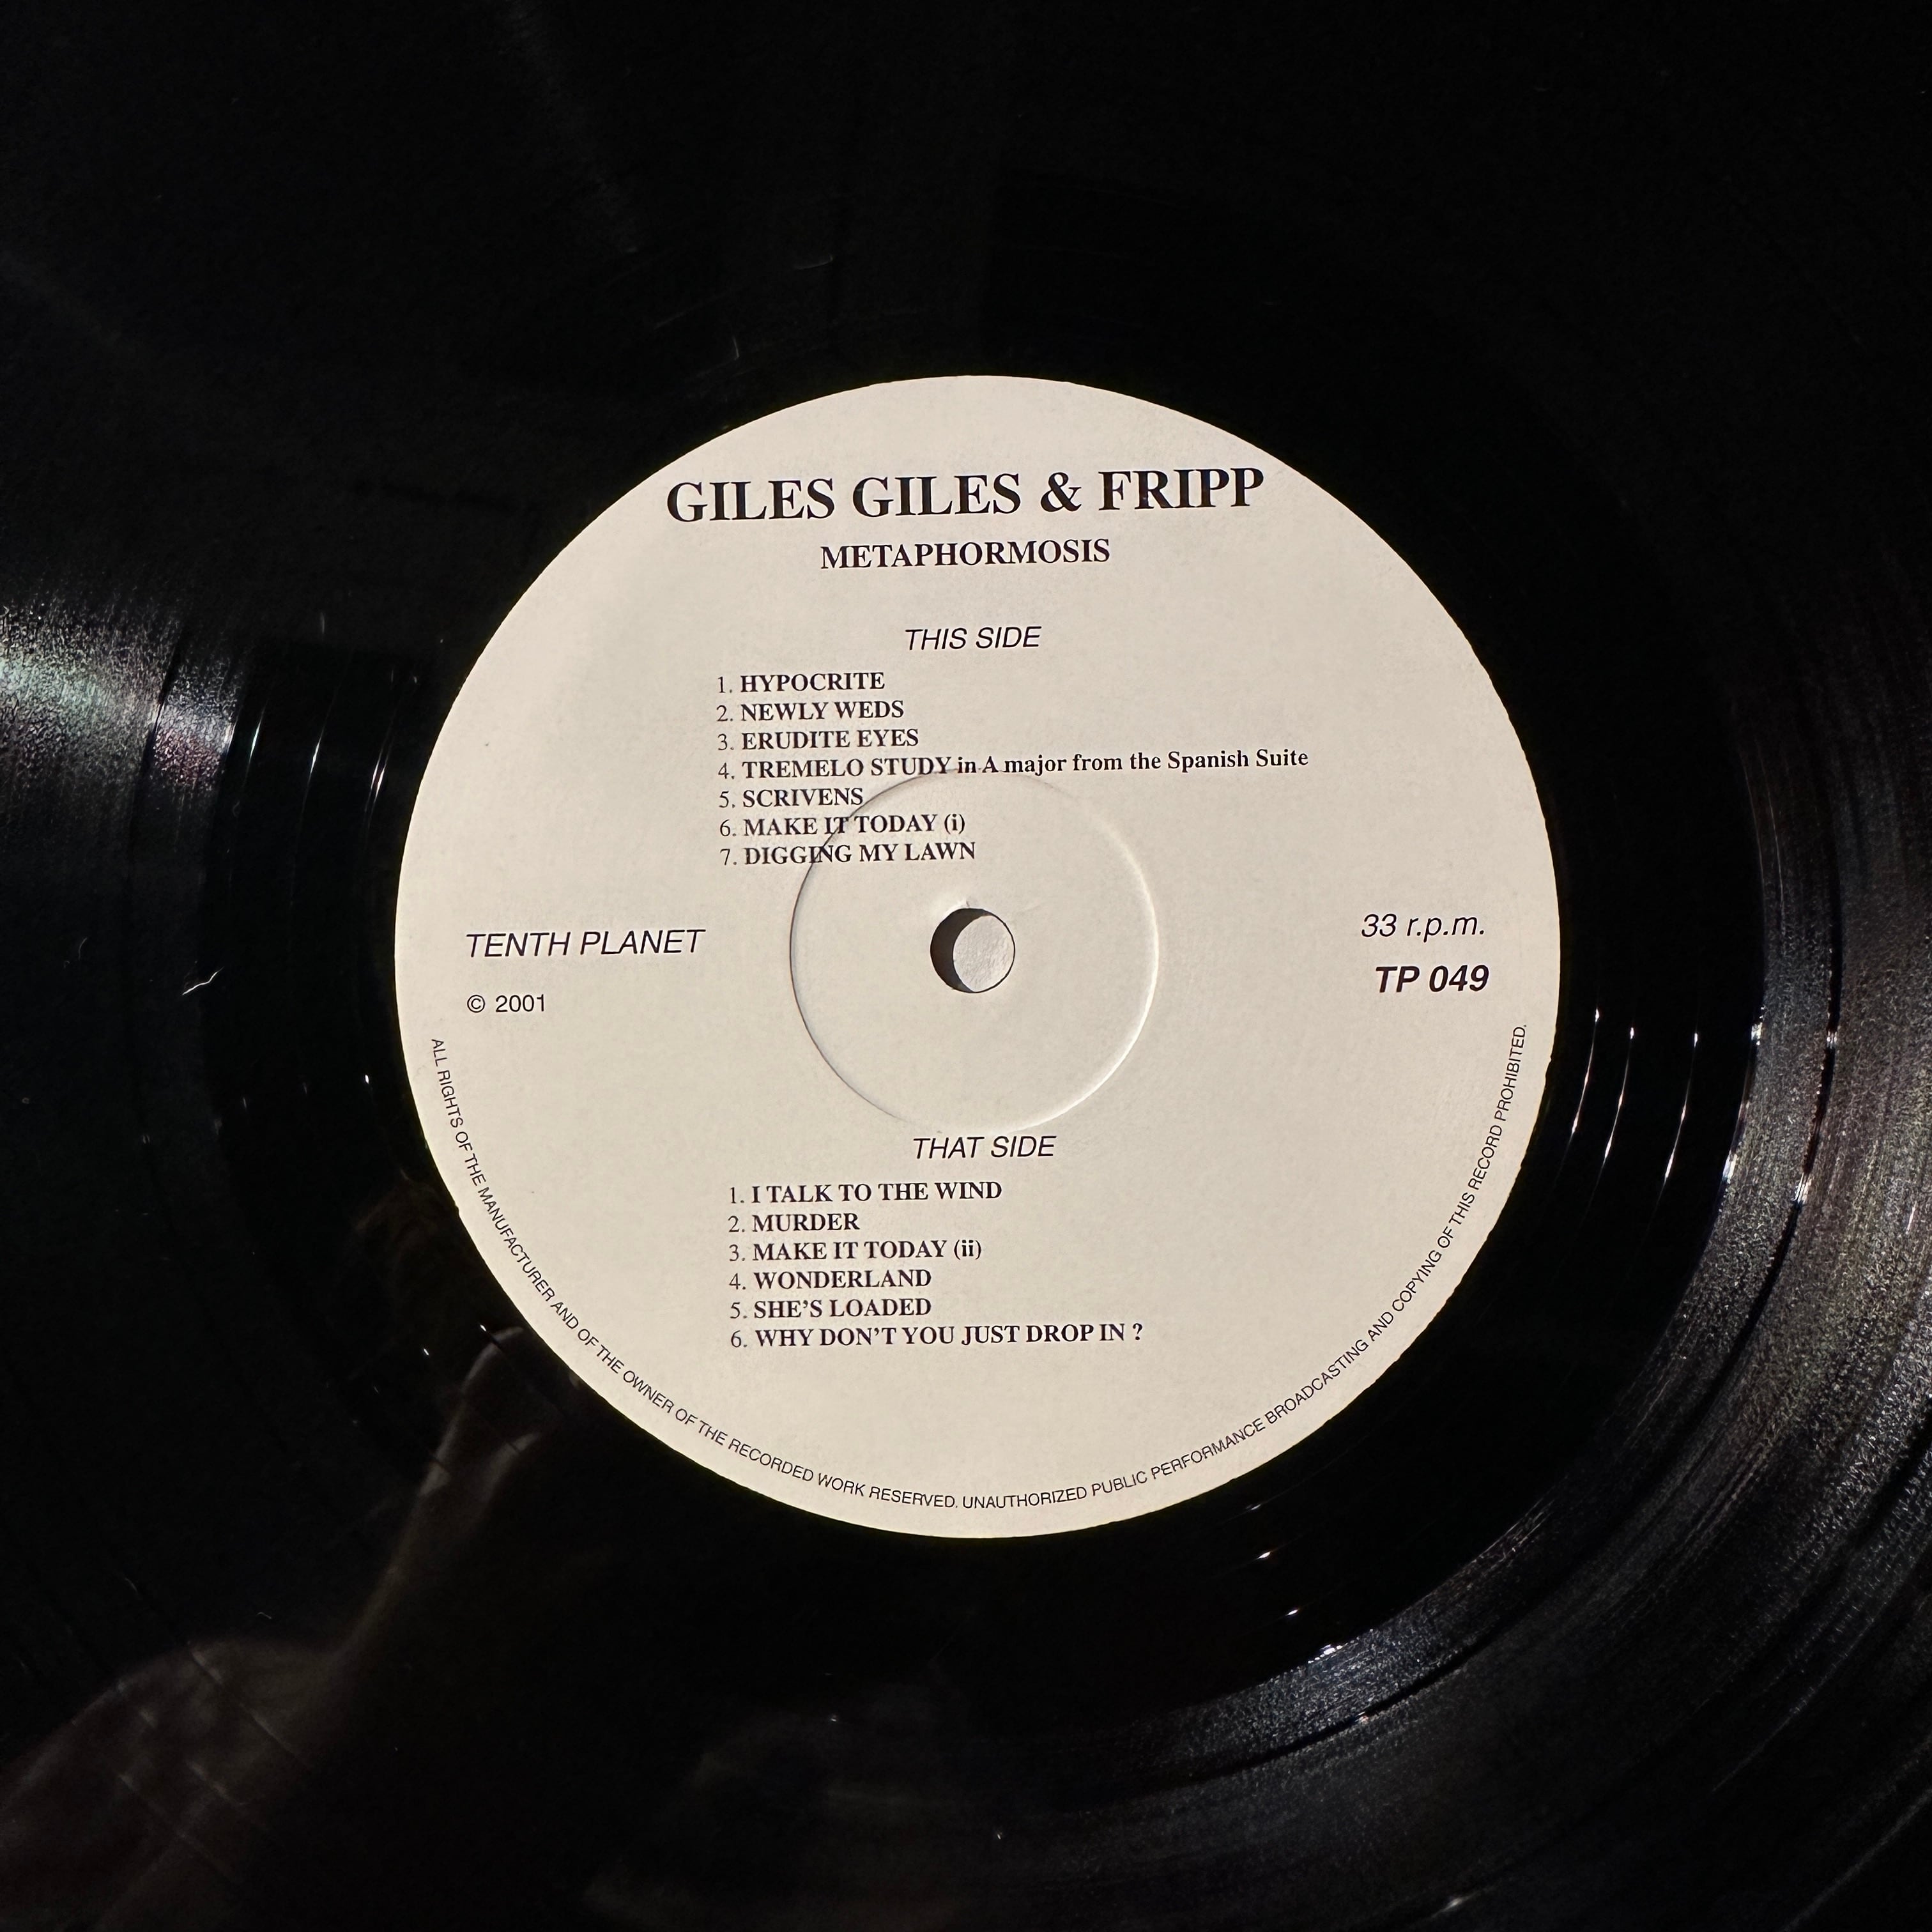 GILES GILES & FRIPP
METAPHORMOSIS
THIS SIDE
1. HYPOCRITE
2. NEWLY WEDS
3. ERUDITE EYES
4. TREMELO STUDY in A major from the Spanish Suite
5. SCRIVENS
6. MAKE IT TODAY (i)
7. DIGGING MY LAWN
TENTH PLANET
© 2001
33 r.p.m.
TP 049
THAT SIDE
1. I TALK TO THE WIND
2. MURDER
3. MAKE IT TODAY (ii)
4. WONDERLAND
5. SHE'S LOADED
6. WHY DON'T YOU JUST DROP IN ?
ALL RIGHTS OF THE MANUFACTURER AND OF THE OWNER OF THE RECORDED WORK RESERVED. UNAUTHORIZED PUBLIC PERFORMANCE BROADCASTING AND COPYING OF THIS RECORD PROHIBITED.